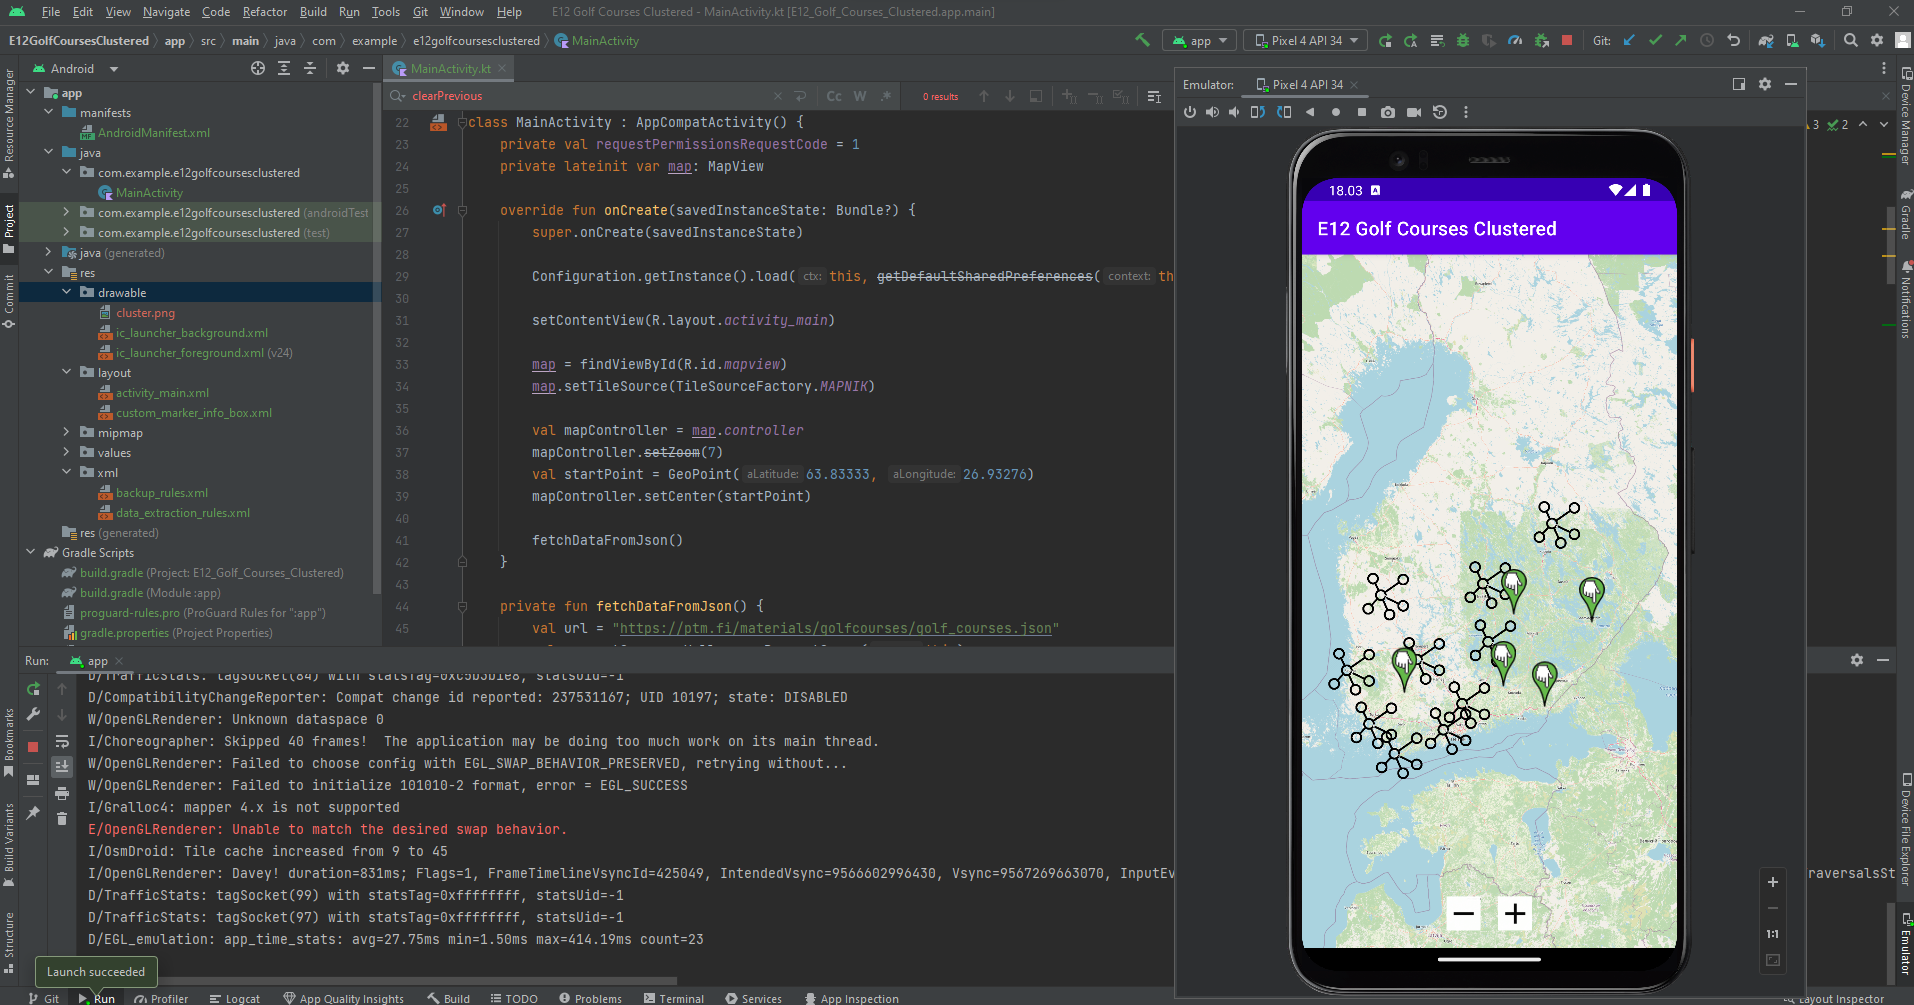 File Edit View Navigate Code Refactor Build Run Tools Git Window Help E12 Golf Courses Clustered - MainActivity.kt [E12_Golf_Courses_Clustered.app.main]
E12GolfCoursesClustered app src main java com example e12golfcoursesclustered MainActivity app Pixel 4 API 34 Git:
Android
MainActivity.kt
clearPrevious
Cc W .*
0 results
app
manifests
AndroidManifest.xml
java
com.example.e12golfcoursesclustered
MainActivity
com.example.e12golfcoursesclustered (androidTest
com.example.e12golfcoursesclustered (test)
java (generated)
res
drawable
cluster.png
ic_launcher_background.xml
ic_launcher_foreground.xml (v24)
layout
activity_main.xml
custom_marker_info_box.xml
mipmap
values
xml
backup_rules.xml
data_extraction_rules.xml
res (generated)
Gradle Scripts
build.gradle (Project: E12_Golf_Courses_Clustered)
build.gradle (Module :app)
proguard-rules.pro (ProGuard Rules for ":app")
gradle.properties (Project Properties)
22 class MainActivity : AppCompatActivity() {
23 private val requestPermissionsRequestCode = 1
24 private lateinit var map: MapView
25
26 override fun onCreate(savedInstanceState: Bundle?) {
27 super.onCreate(savedInstanceState)
28
29 Configuration.getInstance().load( ctx: this, getDefaultSharedPreferences( context: th
30
31 setContentView(R.layout.activity_main)
32
33 map = findViewById(R.id.mapview)
34 map.setTileSource(TileSourceFactory.MAPNIK)
35
36 val mapController = map.controller
37 mapController.setZoom(7)
38 val startPoint = GeoPoint( aLatitude: 63.83333, aLongitude: 26.93276)
39 mapController.setCenter(startPoint)
40
41 fetchDataFromJson()
42 }
43
44 private fun fetchDataFromJson() {
45 val url = "https://ptm.fi/materials/golfcourses/golf_courses.json"
Emulator: Pixel 4 API 34
3 2
18.03 A
E12 Golf Courses Clustered
1:1
Run: app
D/TrafficStats: tagSocket(84) with statsTag=0xc5b3b1e8, statsUid=-1
D/CompatibilityChangeReporter: Compat change id reported: 237531167; UID 10197; state: DISABLED
W/OpenGLRenderer: Unknown dataspace 0
I/Choreographer: Skipped 40 frames!  The application may be doing too much work on its main thread.
W/OpenGLRenderer: Failed to choose config with EGL_SWAP_BEHAVIOR_PRESERVED, retrying without...
W/OpenGLRenderer: Failed to initialize 101010-2 format, error = EGL_SUCCESS
I/Gralloc4: mapper 4.x is not supported
E/OpenGLRenderer: Unable to match the desired swap behavior.
I/OsmDroid: Tile cache increased from 9 to 45
I/OpenGLRenderer: Davey! duration=831ms; Flags=1, FrameTimelineVsyncId=425049, IntendedVsync=9566602996430, Vsync=9567269663070, InputEv
raversalsSt
D/TrafficStats: tagSocket(99) with statsTag=0xffffffff, statsUid=-1
D/TrafficStats: tagSocket(97) with statsTag=0xffffffff, statsUid=-1
D/EGL_emulation: app_time_stats: avg=27.75ms min=1.50ms max=414.19ms count=23
Launch succeeded
Git Run Profiler Logcat App Quality Insights Build TODO Problems Terminal Services App Inspection Layout Inspector
Resource Manager
Project
Commit
Bookmarks
Build Variants
Structure
Device Manager
Gradle
Notifications
Device File Explorer
Emulator